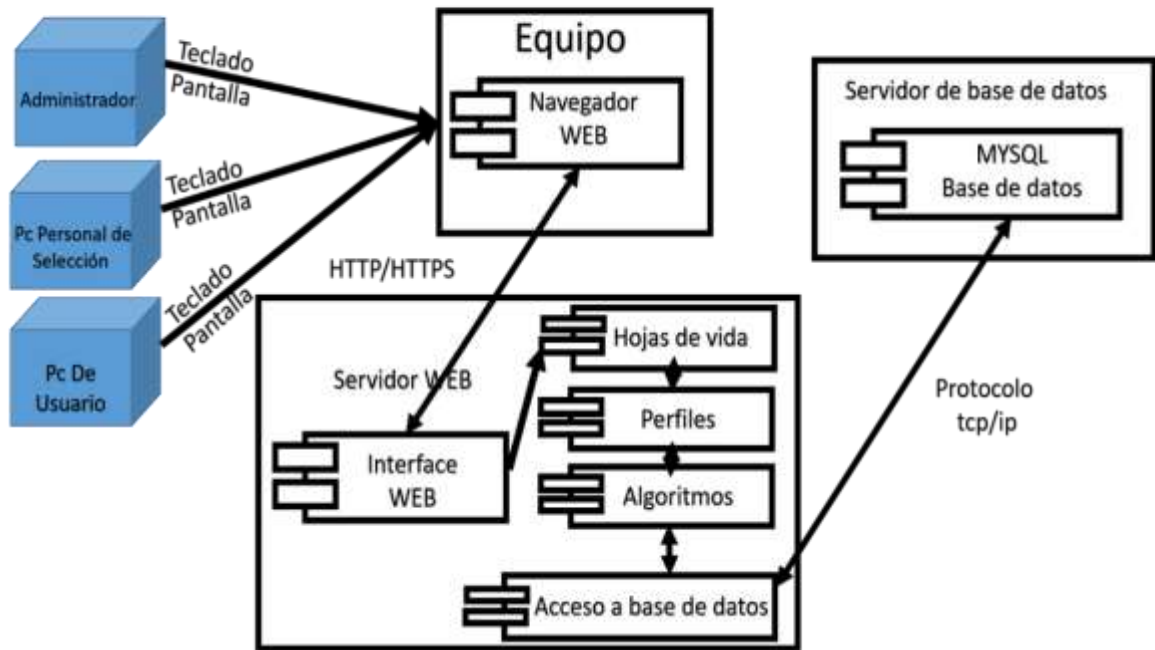 Administrador
Teclado
Pantalla
Pc Personal de
Selección
Teclado
Pantalla
Pc De
Usuario
Teclado
Pantalla
Equipo
Navegador
WEB
HTTP/HTTPS
Servidor WEB
Interface
WEB
Hojas de vida
Perfiles
Algoritmos
Acceso a base de datos
Servidor de base de datos
MYSQL
Base de datos
Protocolo
tcp/ip